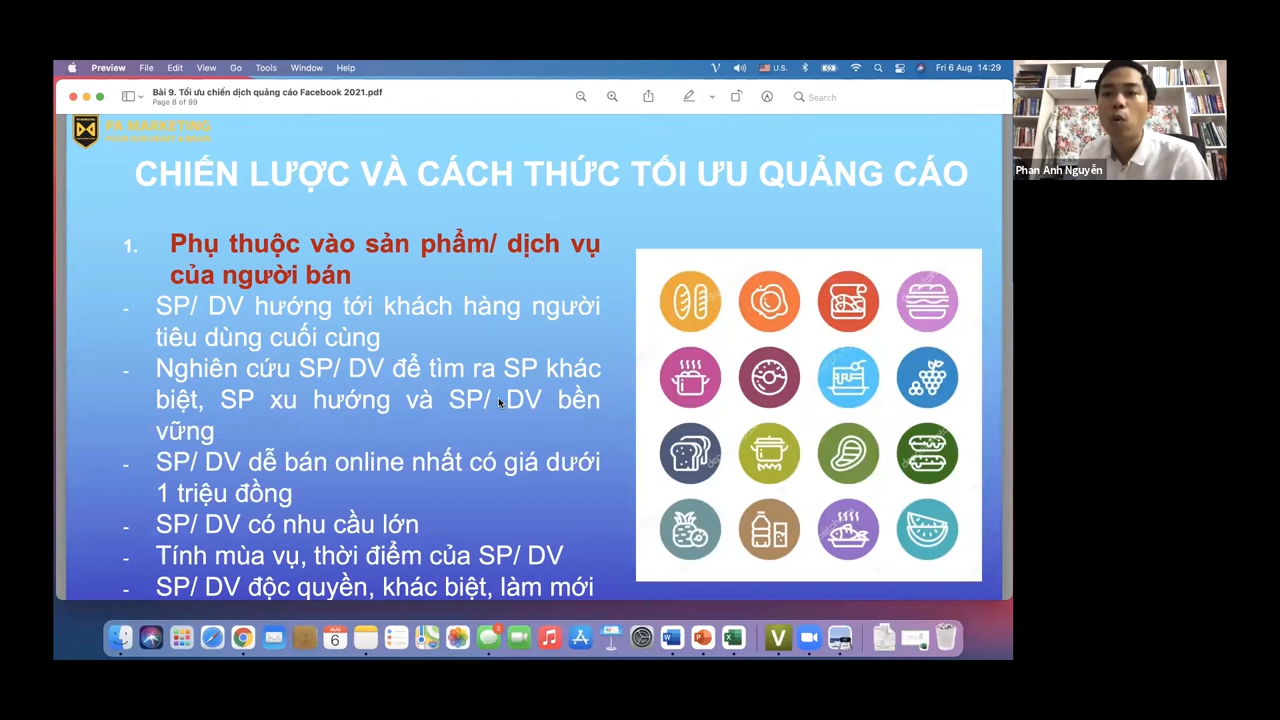 Preview File Edit View Go Tools Window Help
U.S.
Fri 6 Aug 14:29
Bài 9. Tối ưu chiến dịch quảng cáo Facebook 2021.pdf
Page 8 of 99
Search
PA MARKETING
CHIẾN LƯỢC VÀ CÁCH THỨC TỐI ƯU QUẢNG CÁO
1. Phụ thuộc vào sản phẩm/ dịch vụ
của người bán
- SP/ DV hướng tới khách hàng người
tiêu dùng cuối cùng
- Nghiên cứu SP/ DV để tìm ra SP khác
biệt, SP xu hướng và SP/ DV bền
vững
- SP/ DV dễ bán online nhất có giá dưới
1 triệu đồng
- SP/ DV có nhu cầu lớn
- Tính mùa vụ, thời điểm của SP/ DV
- SP/ DV độc quyền, khác biệt, làm mới
Phan Anh Nguyễn
AUG
6
3